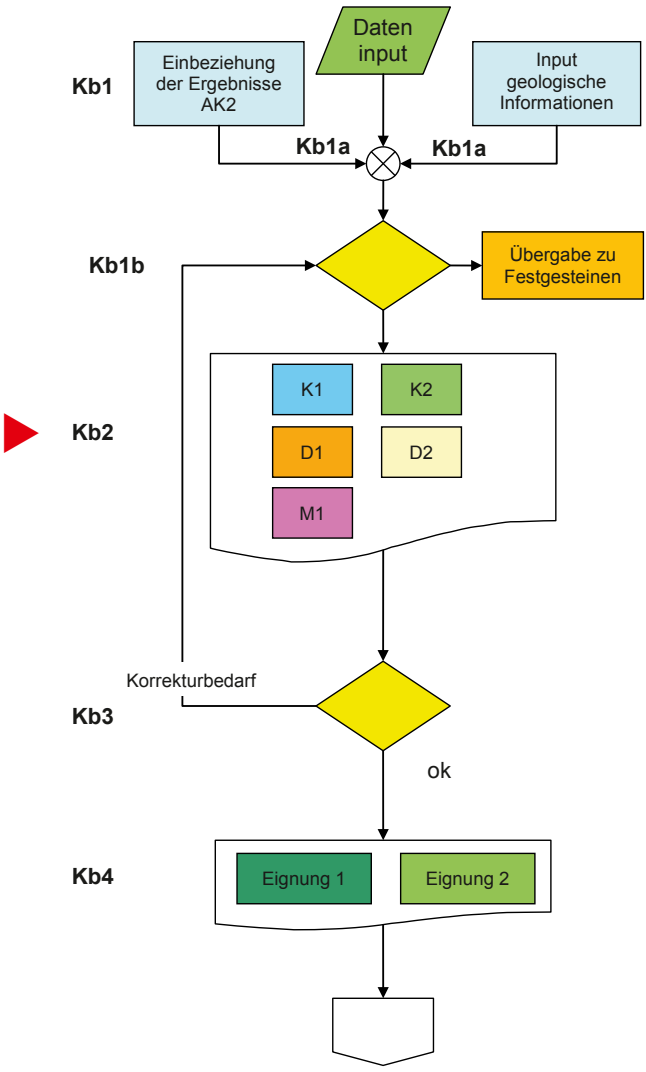 Daten
input
Kb1
Einbeziehung
der Ergebnisse
AK2
Input
geologische
Informationen
Kb1a
Kb1a
Kb1b
Übergabe zu
Festgesteinen
Kb2
K1
K2
D1
D2
M1
Korrekturbedarf
Kb3
ok
Kb4
Eignung 1
Eignung 2